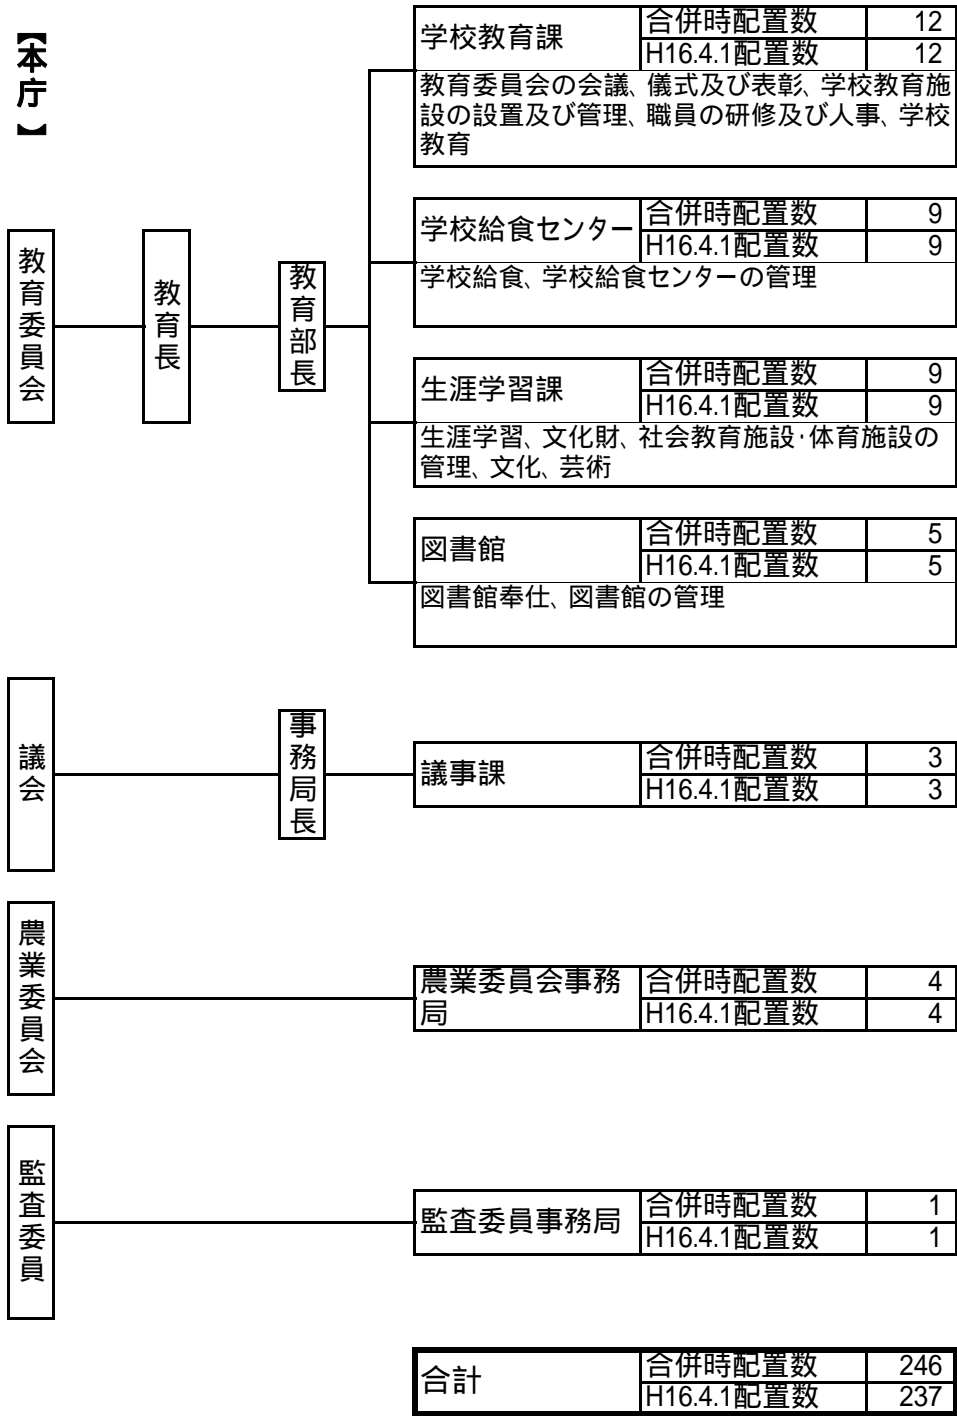 【本庁】
学校教育課
合併時配置数 12
H16.4.1配置数 12
教育委員会の会議、儀式及び表彰、学校教育施
設の設置及び管理、職員の研修及び人事、学校
教育
学校給食センター
合併時配置数 9
H16.4.1配置数 9
学校給食、学校給食センターの管理
教育委員会
教育長
教育部長
生涯学習課
合併時配置数 9
H16.4.1配置数 9
生涯学習、文化財、社会教育施設・体育施設の
管理、文化、芸術
図書館
合併時配置数 5
H16.4.1配置数 5
図書館奉仕、図書館の管理
議会
事務局長
議事課
合併時配置数 3
H16.4.1配置数 3
農業委員会
農業委員会事務
局
合併時配置数 4
H16.4.1配置数 4
監査委員
監査委員事務局
合併時配置数 1
H16.4.1配置数 1
合計
合併時配置数 246
H16.4.1配置数 237